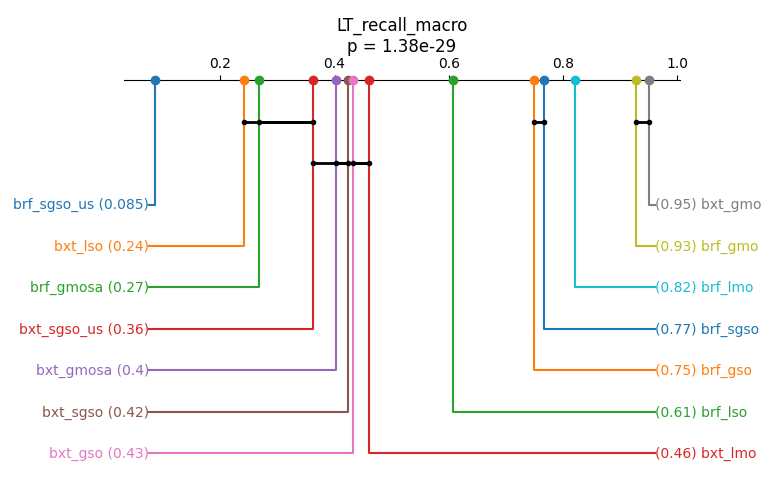 LT_recall_macro
p = 1.38e-29
0.2 0.4 0.6 0.8 1.0
brf_sgso_us (0.085) (0.95) bxt_gmo
bxt_lso (0.24) (0.93) brf_gmo
brf_gmosa (0.27) (0.82) brf_lmo
bxt_sgso_us (0.36) (0.77) brf_sgso
bxt_gmosa (0.4) (0.75) brf_gso
bxt_sgso (0.42) (0.61) brf_lso
bxt_gso (0.43) (0.46) bxt_lmo